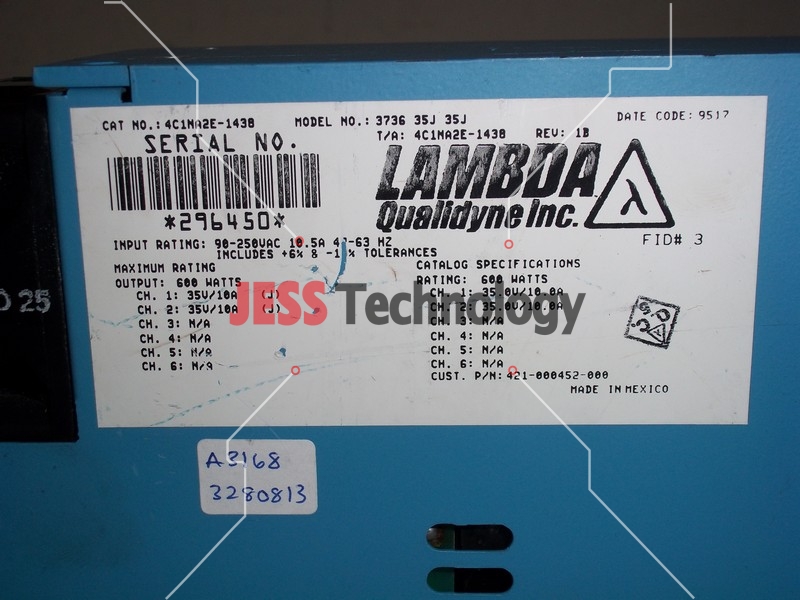 CAT NO.: 4C1NA2E-1438 MODEL NO.: 3736 35J 35J DATE CODE: 9517
T/A: 4C1NA2E-1438 REV: 1B
SERIAL NO.
*296450*
LAMBDA
Qualidyne Inc.
λ
FID# 3
INPUT RATING: 90-250VAC 10.5A 47-63 HZ
INCLUDES +6% & % TOLERANCES
MAXIMUM RATING
OUTPUT: 600 WATTS
CH. 1: 35V/10A (J)
CH. 2: 35V/10A (J)
CH. 3: N/A
CH. 4: N/A
CH. 5: N/A
CH. 6: N/A
CATALOG SPECIFICATIONS
RATING: 600 WATTS
CH. 1: 35.0V/10.0A
CH. 2: 35.0V/10.0A
CH. 3: N/A
CH. 4: N/A
CH. 5: N/A
CH. 6: N/A
CUST. P/N: 421-000452-000
MADE IN MEXICO
JESS Technology
25
A3168
3280813